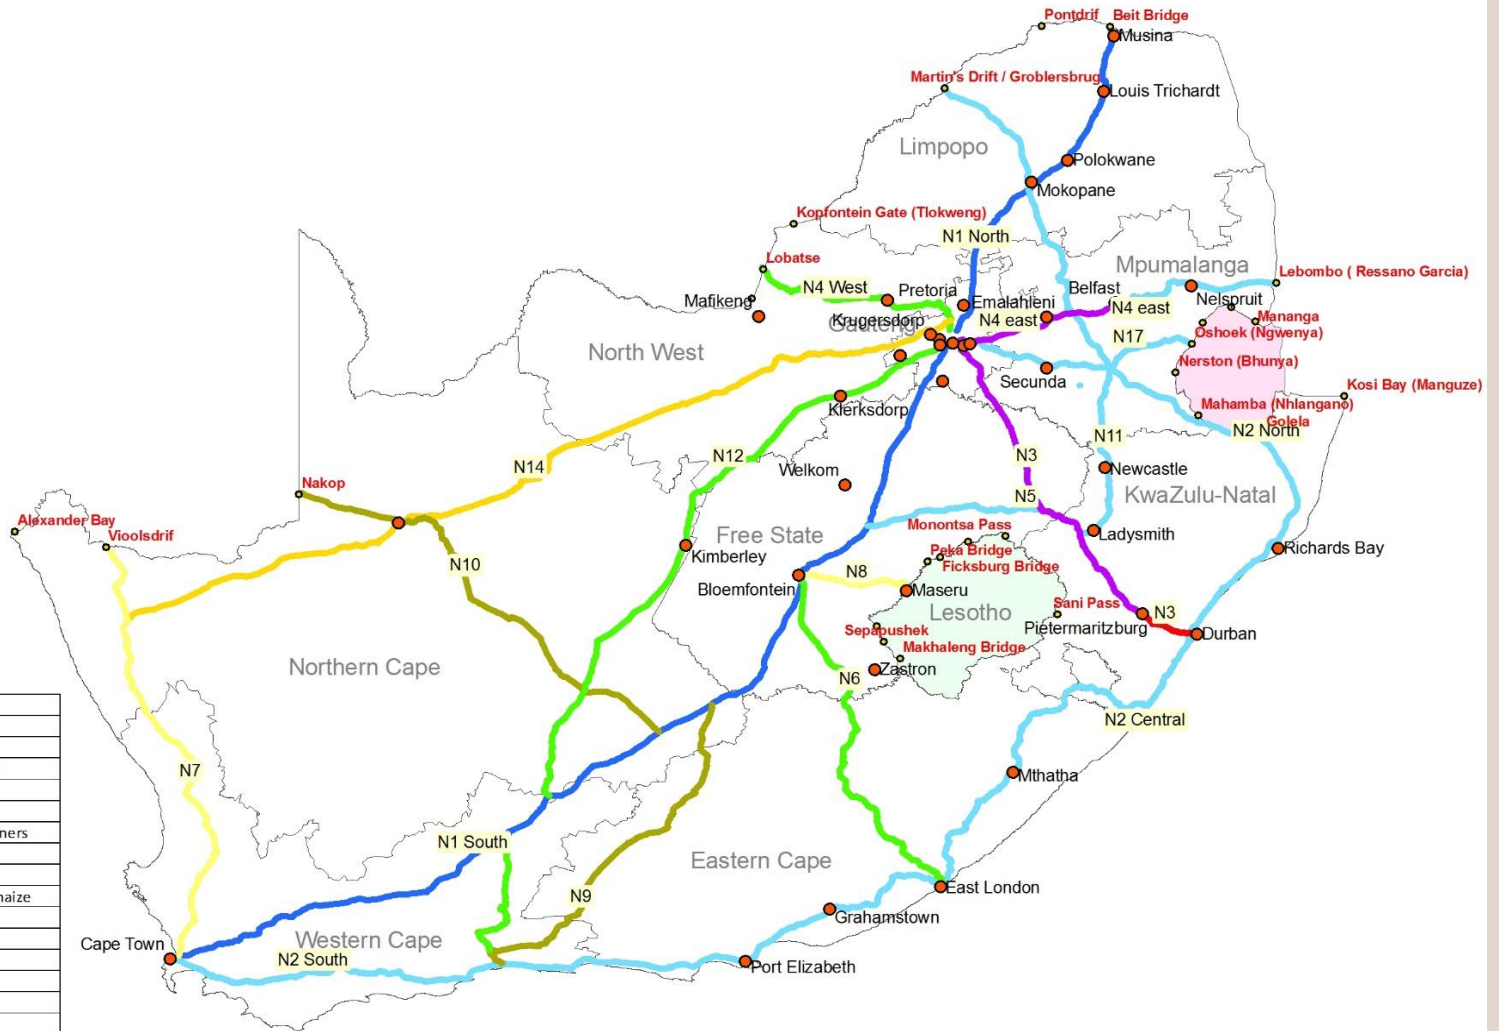 Pontdrif
Beit Bridge
Musina
Martin's Drift / Groblersbrug
Louis Trichardt
Limpopo
Polokwane
Mokopane
Kopfontein Gate (Tlokweng)
N1 North
Lobatse
Mpumalanga
Lebombo ( Ressano Garcia)
N4 West
Pretoria
Belfast
Mafikeng
Emalahleni
Nelspruit
N4 east
Krugersdorp
Gauteng
N4 east
Mananga
Oshoek (Ngwenya)
N17
North West
Nerston (Bhunya)
Secunda
Kosi Bay (Manguze)
Klerksdorp
Mahamba (Nhlangano)
Golela
N2 North
N11
N12
N3
N14
Welkom
Newcastle
Nakop
N5
KwaZulu-Natal
Alexander Bay
Vioolsdrif
Free State
Monontsa Pass
Ladysmith
Peka Bridge
Richards Bay
Kimberley
N10
Ficksburg Bridge
N8
Bloemfontein
Maseru
Sani Pass
Lesotho
N3
Sepapushek
Pietermaritzburg
Durban
Makhaleng Bridge
Northern Cape
Zastron
N6
N2 Central
N7
Mthatha
ners
N1 South
Eastern Cape
East London
naize
N9
Grahamstown
Cape Town
Western Cape
N2 South
Port Elizabeth